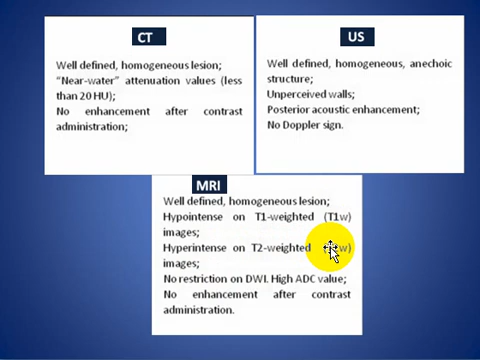 CT
Well defined, homogeneous lesion;
“Near-water” attenuation values (less
than 20 HU);
No enhancement after contrast
administration;
US
Well defined, homogeneous, anechoic
structure;
Unperceived walls;
Posterior acoustic enhancement;
No Doppler sign.
MRI
Well defined, homogeneous lesion;
Hypointense on T1-weighted (T1w)
images;
Hyperintense on T2-weighted
images;
No restriction on DWI. High ADC value;
No enhancement after contrast
administration.